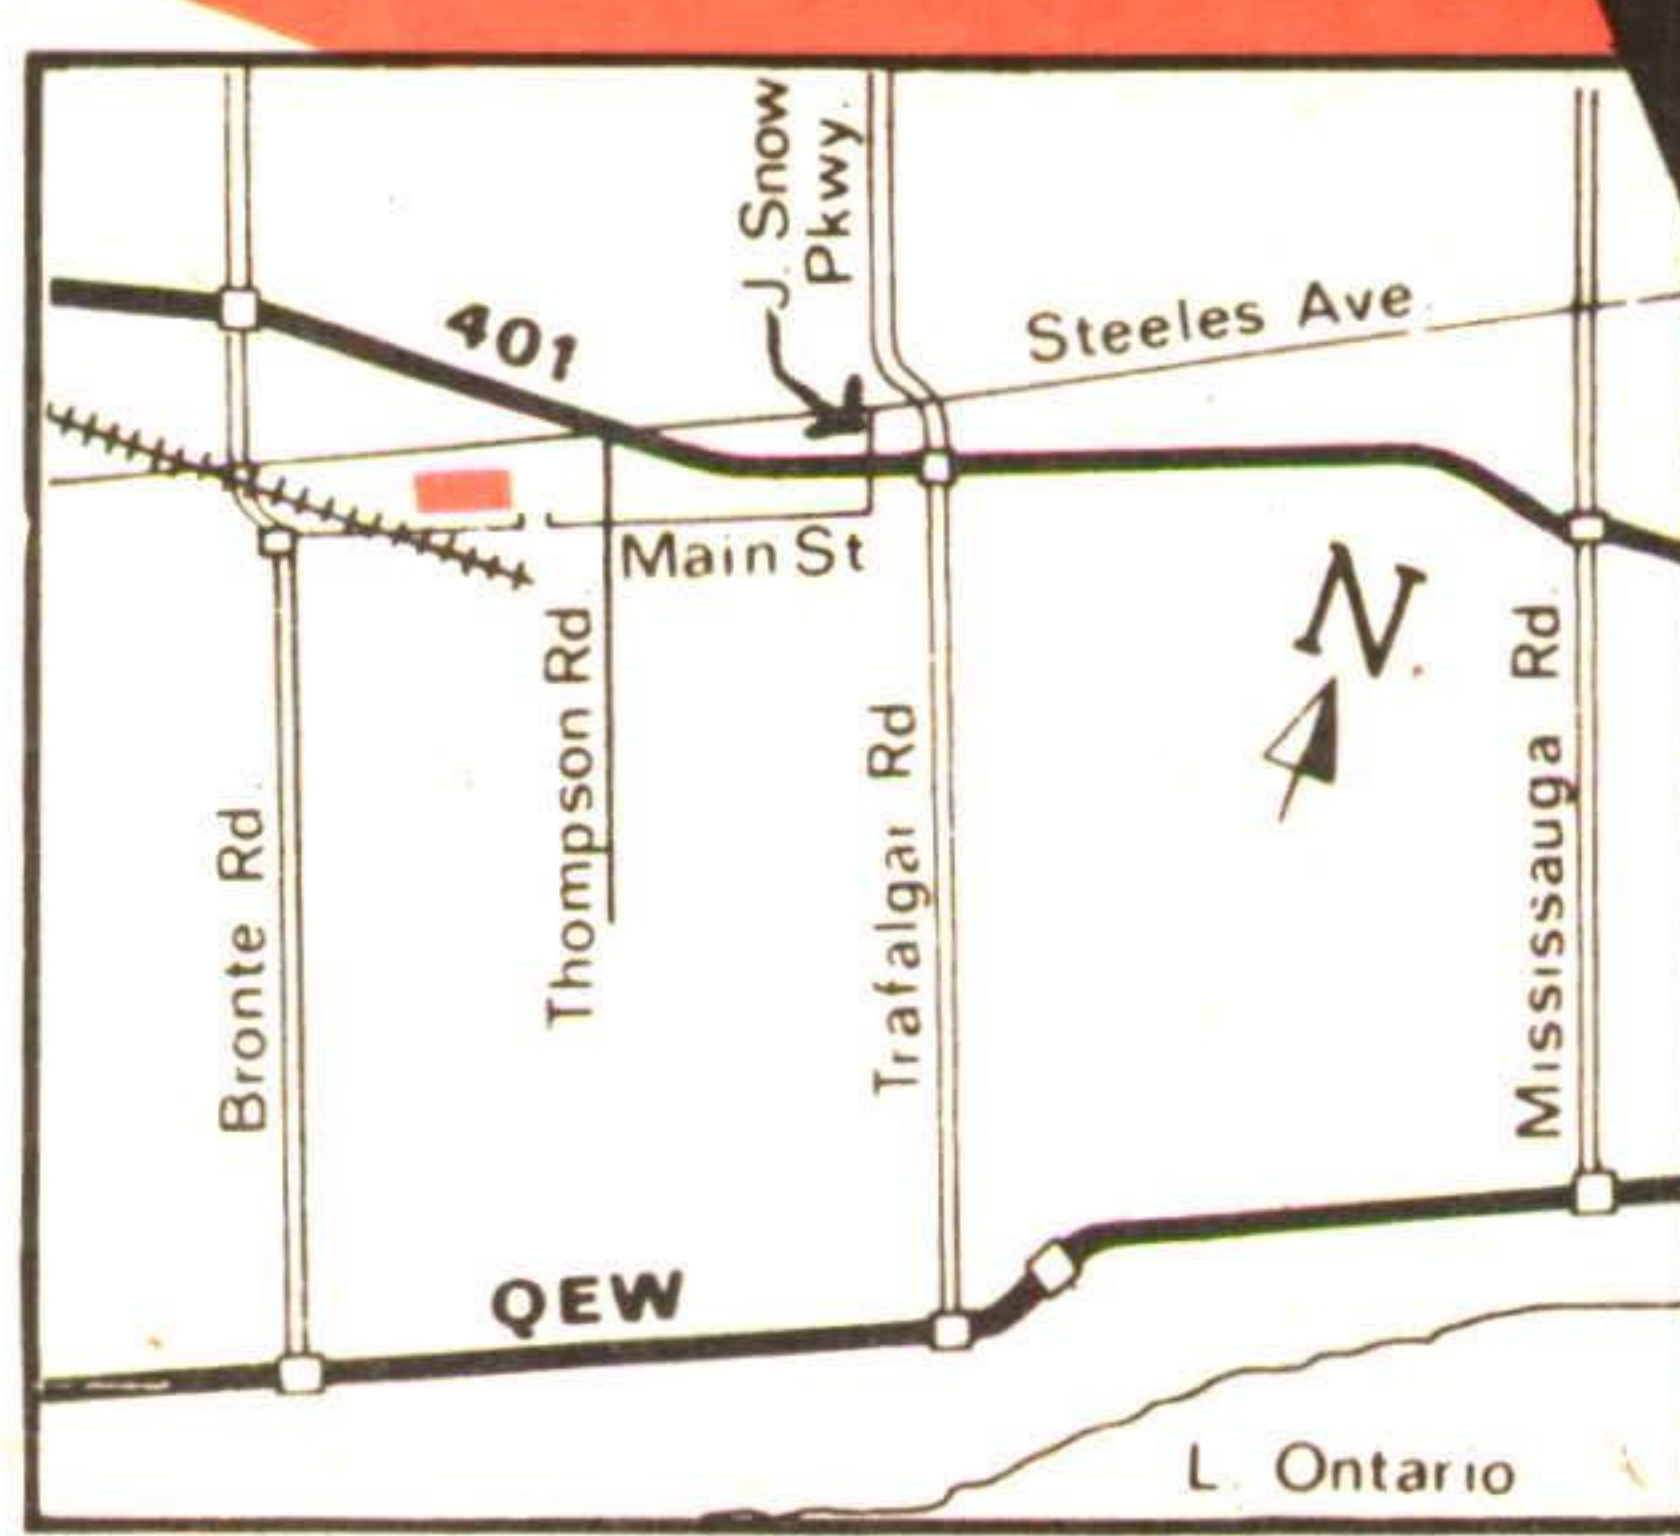 J. Snow
Pkwy.
401
Steeles Ave.
Main St
N
Thompson Rd
Trafalgar Rd
Mississauga Rd.
Bronte Rd.
QEW
L. Ontario